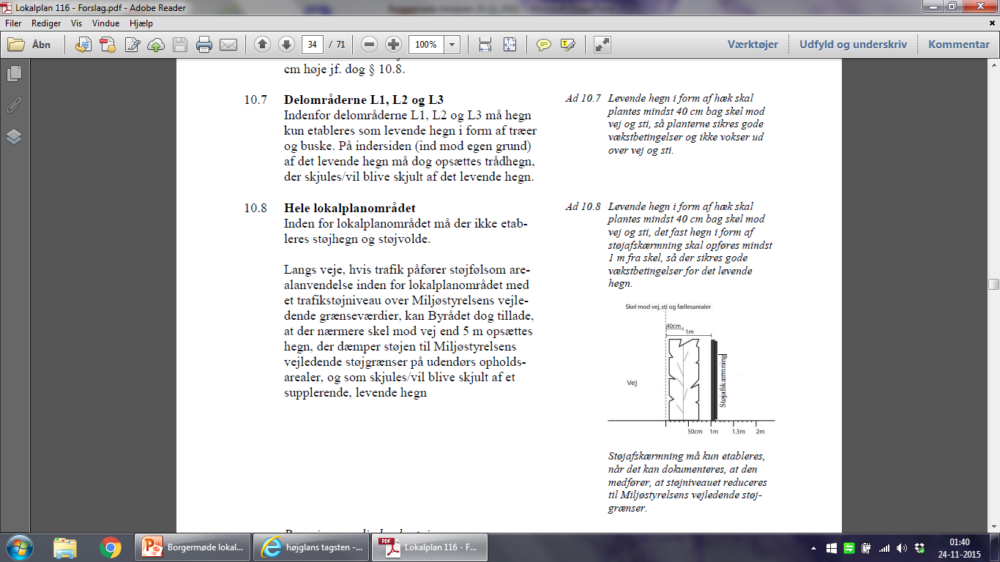 Lokalplan 116 - Forslag.pdf - Adobe Reader
Filer Rediger Vis Vindue Hjælp
Åbn 34 / 71 100% Værktøjer Udfyld og underskriv Kommentar
cm høje jf. dog § 10.8.
10.7 Delområderne L1, L2 og L3
Indenfor delområderne L1, L2 og L3 må hegn
kun etableres som levende hegn i form af træer
og buske. På indersiden (ind mod egen grund)
af det levende hegn må dog opsættes trådhegn,
der skjules/vil blive skjult af det levende hegn.
Ad 10.7 Levende hegn i form af hæk skal
plantes mindst 40 cm bag skel mod
vej og sti, så planterne sikres gode
vækstbetingelser og ikke vokser ud
over vej og sti.
10.8 Hele lokalplanområdet
Inden for lokalplanområdet må der ikke etab-
leres støjhegn og støjvolde.
Langs veje, hvis trafik påfører støjfølsom are-
alanvendelse inden for lokalplanområdet med
et trafikstøjniveau over Miljøstyrelsens vejle-
dende grænseværdier, kan Byrådet dog tillade,
at der nærmere skel mod vej end 5 m opsættes
hegn, der dæmper støjen til Miljøstyrelsens
vejledende støjgrænser på udendørs opholds-
arealer, og som skjules/vil blive skjult af et
supplerende, levende hegn
Ad 10.8 Levende hegn i form af hæk skal
plantes mindst 40 cm bag skel mod
vej og sti, det fast hegn i form af
støjafskærmning skal opføres mindst
1 m fra skel, så der sikres gode
vækstbetingelser for det levende
hegn.
Skel mod vej, sti og fællesarealer
40cm
1m
Vej
Støjafskærmning
50cm 1m 1.5m 2m
Støjafskærmning må kun etableres,
når det kan dokumenteres, at den
medfører, at støjniveauet reduceres
til Miljøstyrelsens vejledende støj-
grænser.
Borgermøde lokal...
højglans tagsten -...
Lokalplan 116 - F...
01:40
24-11-2015